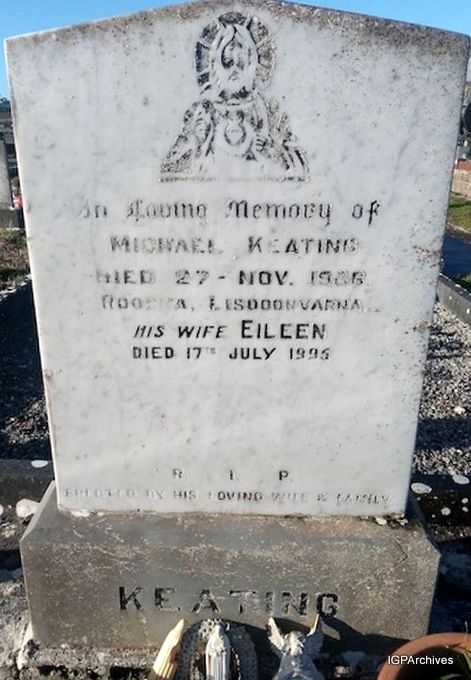 In Loving Memory of
MICHAEL KEATING
DIED 27 - NOV.
LISDOONVARNA
HIS WIFE EILEEN
DIED 17TH JULY 1995
R I P
ERECTED BY HIS LOVING WIFE & FAMILY
KEATING
IGPArchives